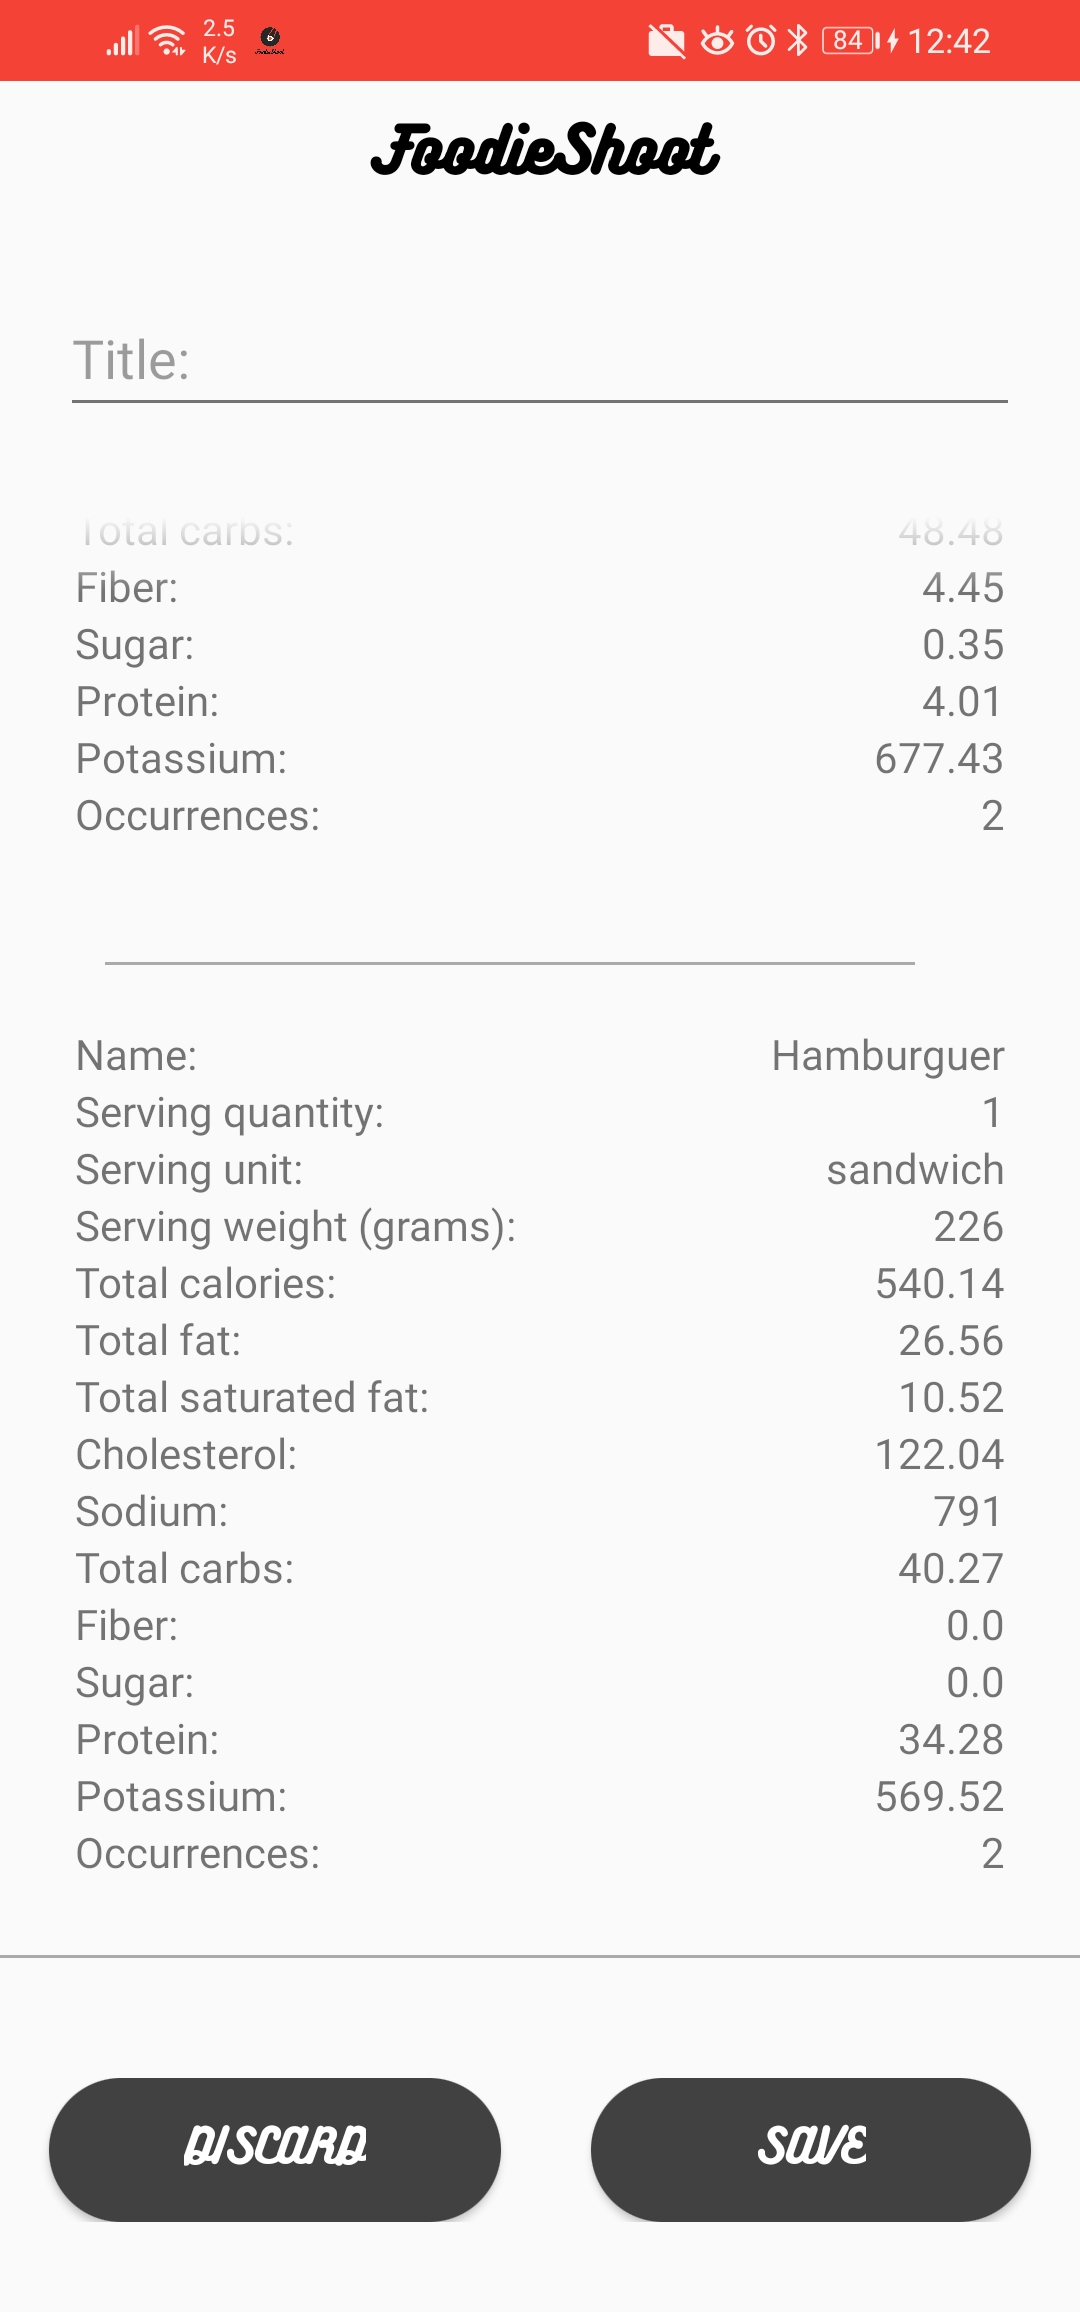 2.5
K/s
84
12:42
FoodieShoot
Title:
Total carbs: 48.48
Fiber: 4.45
Sugar: 0.35
Protein: 4.01
Potassium: 677.43
Occurrences: 2
Name: Hamburguer
Serving quantity: 1
Serving unit: sandwich
Serving weight (grams): 226
Total calories: 540.14
Total fat: 26.56
Total saturated fat: 10.52
Cholesterol: 122.04
Sodium: 791
Total carbs: 40.27
Fiber: 0.0
Sugar: 0.0
Protein: 34.28
Potassium: 569.52
Occurrences: 2
DISCARD
SAVE